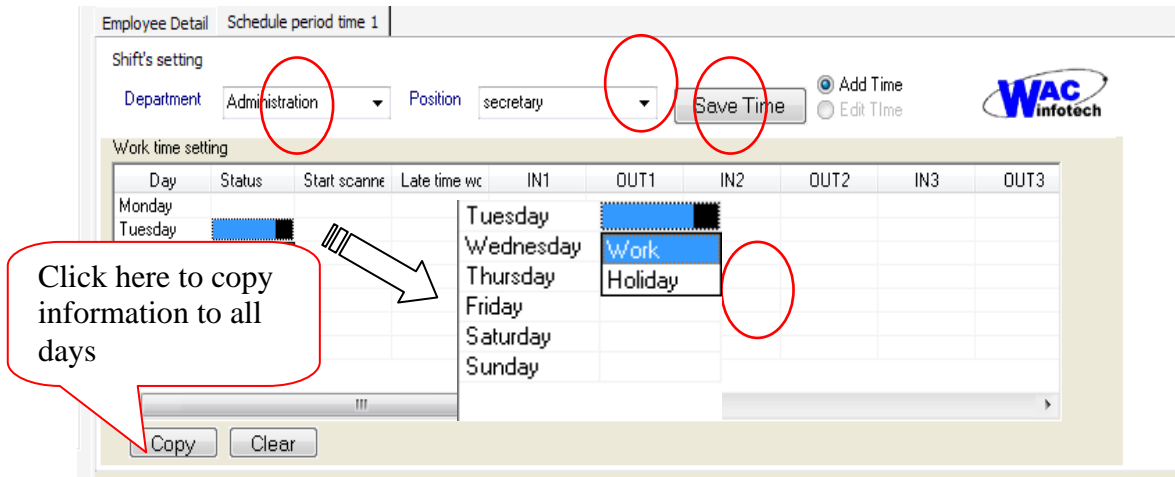 Employee Detail Schedule period time 1
Shift's setting
Department Administration Position secretary Save Time Add Time
Edit TIme
WAC
infotech
Work time setting
Day Status Start scanne Late time wc IN1 OUT1 IN2 OUT2 IN3 OUT3
Monday
Tuesday
Tuesday
Wednesday Work
Thursday Holiday
Friday
Saturday
Sunday
Click here to copy
information to all
days
Copy Clear